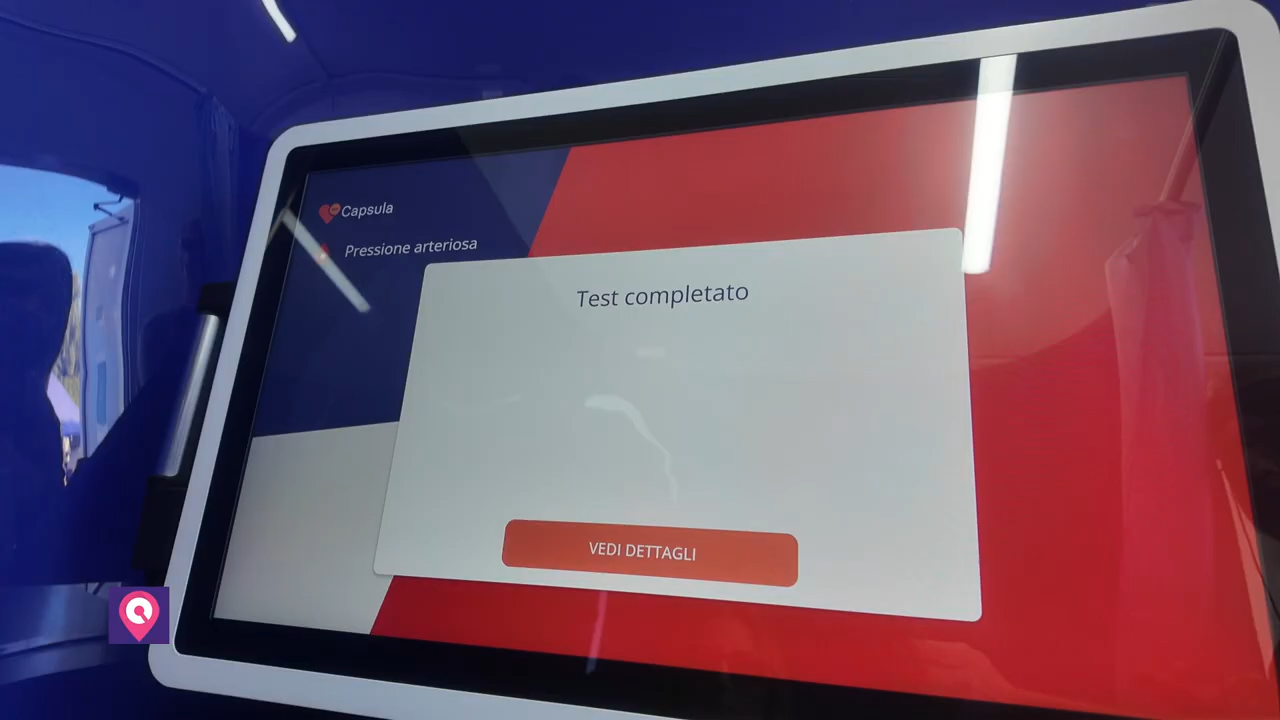 Capsula
Pressione arteriosa
Test completato
VEDI DETTAGLI